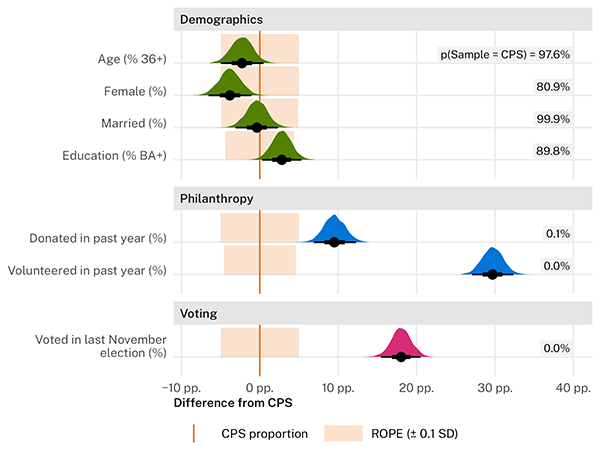 Demographics
Age (% 36+)
p(Sample = CPS) = 97.6%
Female (%)
80.9%
Married (%)
99.9%
Education (% BA+)
89.8%
Philanthropy
Donated in past year (%)
0.1%
Volunteered in past year (%)
0.0%
Voting
Voted in last November
election (%)
0.0%
−10 pp. 0 pp. 10 pp. 20 pp. 30 pp. 40 pp.
Difference from CPS
CPS proportion ROPE (± 0.1 SD)